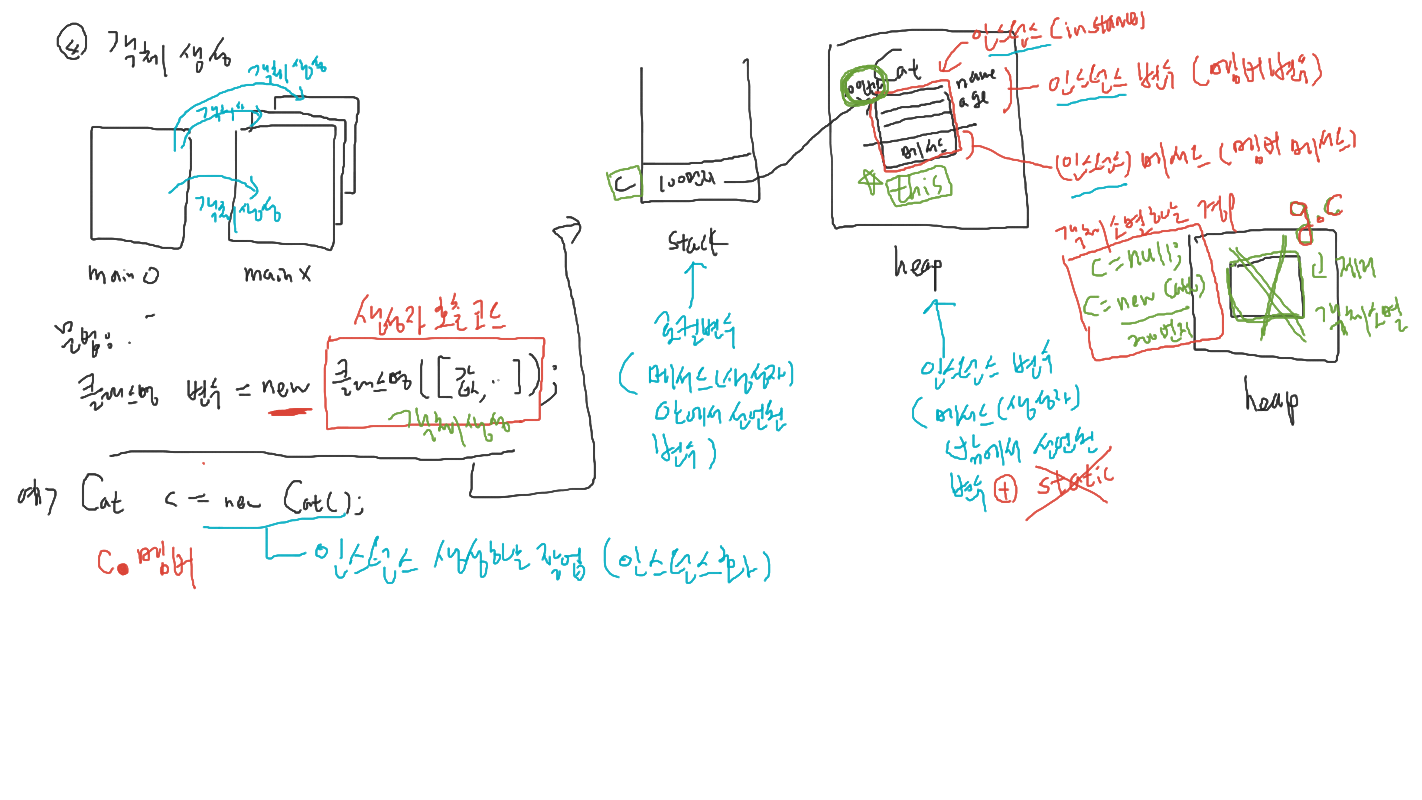 ④ 객체 생성
객체 생성
객체생성
객체생성
main O
main X
문법:
생성자 호출 코드
클래스명 변수 = new 클래스명([값, ..]);
객체생성
예) Cat c = new Cat();
C.멤버
인스턴스 생성하는 작업 (인스턴스화)
C
100번지
stack
로컬변수
(메서드(생성자)
안에서 선언된
변수)
인스턴스 (instance)
100번지
cat
name
age
인스턴스 변수 (멤버변수)
메서드
(인스턴스) 메서드 (멤버 메서드)
☆ this
heap
인스턴스 변수
(메서드(생성자)
밖에서 선언된
변수 + static
객체 소멸하는 경우
C = null;
C = new Cat();
200번지
g.c
제거
객체소멸
heap